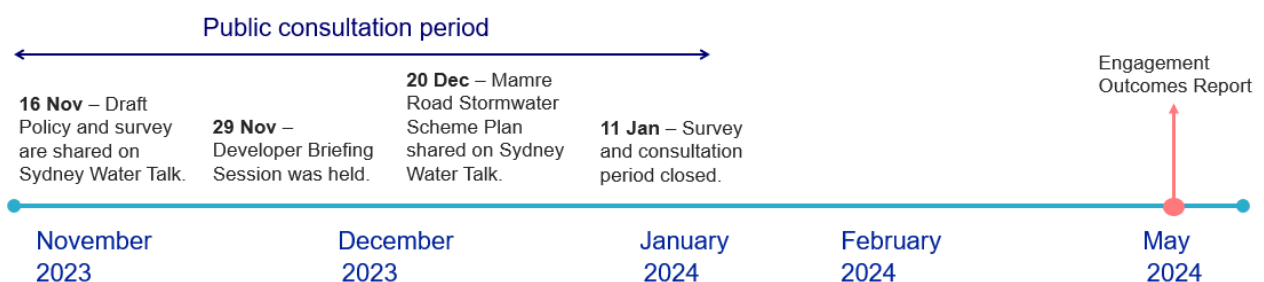 Public consultation period
16 Nov – Draft
Policy and survey
are shared on
Sydney Water Talk.
29 Nov –
Developer Briefing
Session was held.
20 Dec – Mamre
Road Stormwater
Scheme Plan
shared on Sydney
Water Talk.
11 Jan – Survey
and consultation
period closed.
Engagement
Outcomes Report
November
2023
December
2023
January
2024
February
2024
May
2024